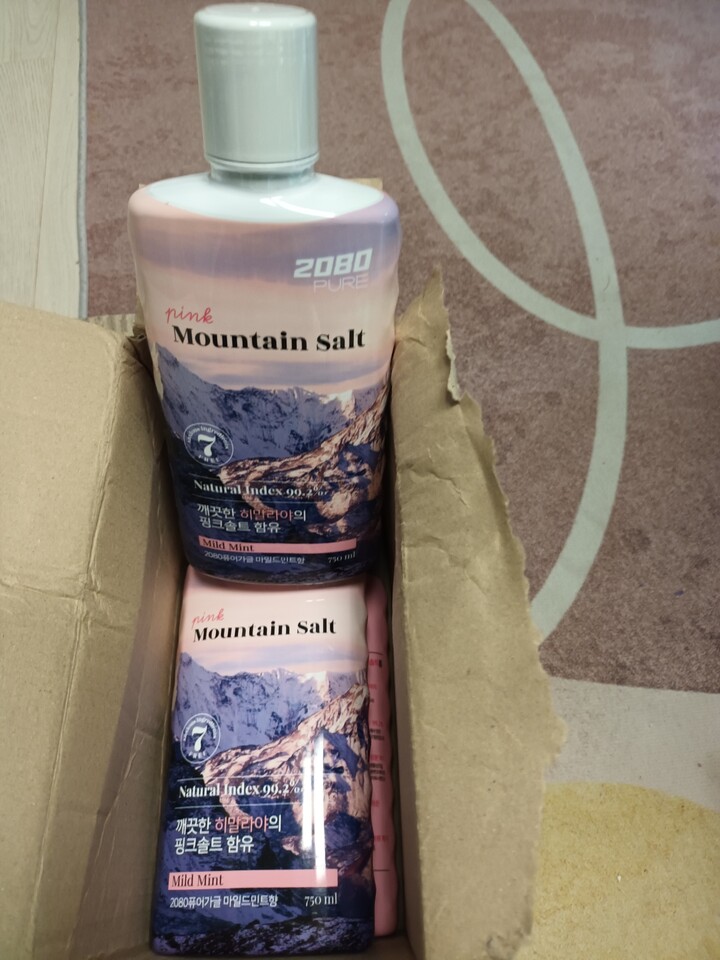 2080
PURE
pink
Mountain Salt
7
FREE
Natural Index 99.2%
깨끗한 히말라야의
핑크솔트 함유
Mild Mint
2080퓨어가글 마일드민트향
750 ml
pink
Mountain Salt
7
FREE
Natural Index 99.2%
깨끗한 히말라야의
핑크솔트 함유
Mild Mint
2080퓨어가글 마일드민트향
750 ml